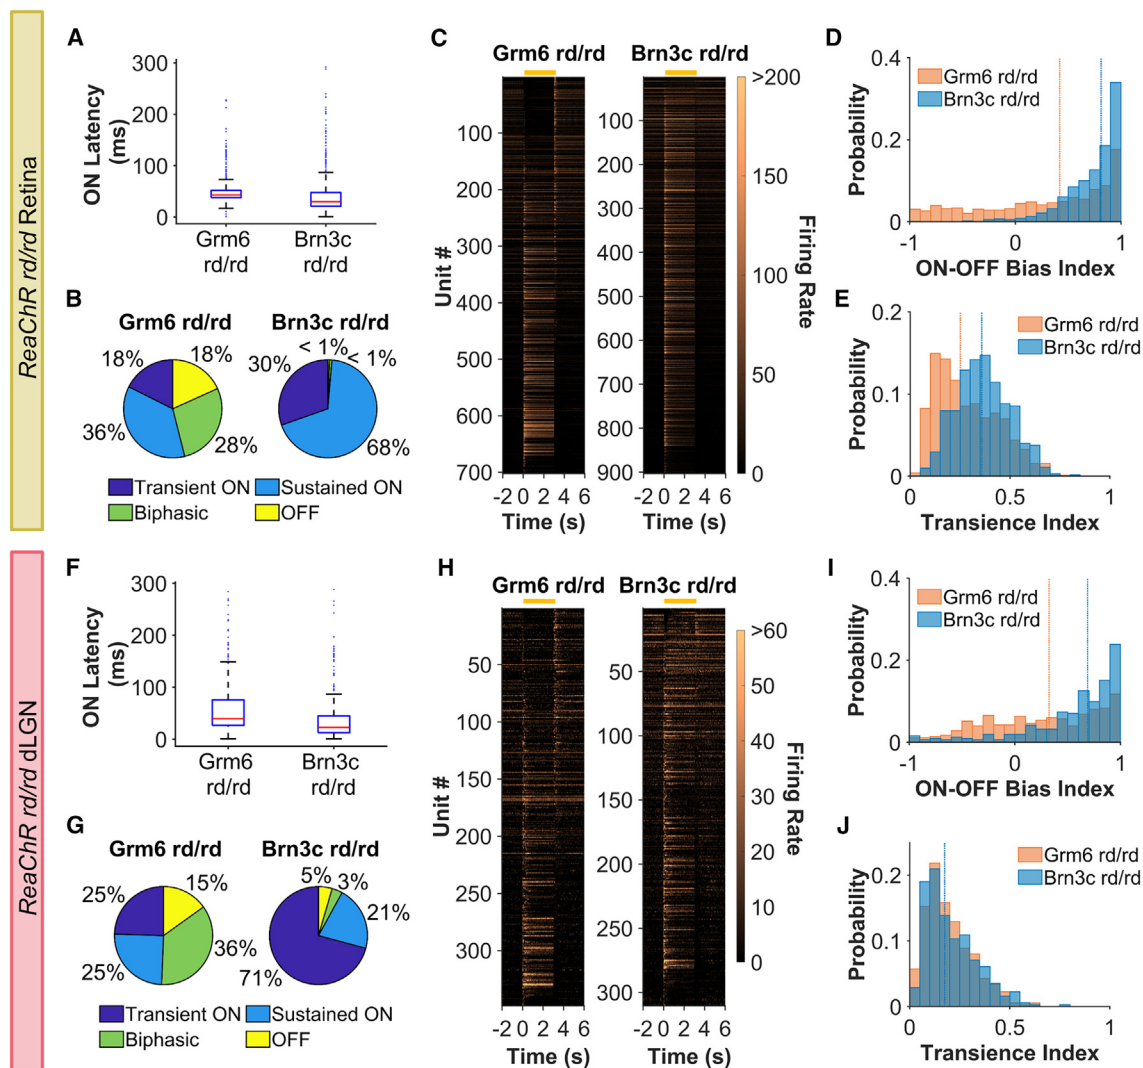 ReaChR rd/rd Retina
A
300
200
100
0
ON Latency
(ms)
Grm6
rd/rd
Brn3c
rd/rd
B
Grm6 rd/rd
18%
18%
36%
28%
Brn3c rd/rd
30%
< 1%
< 1%
68%
Transient ON
Sustained ON
Biphasic
OFF
C
Grm6 rd/rd
Brn3c rd/rd
Unit #
100
200
300
400
500
600
700
100
200
300
400
500
600
700
800
900
-2 0 2 4 6
Time (s)
-2 0 2 4 6
Time (s)
>200
150
100
50
0
Firing Rate
D
0.4
0.2
0
Probability
Grm6 rd/rd
Brn3c rd/rd
-1 0 1
ON-OFF Bias Index
E
0.2
0.1
0
Probability
Grm6 rd/rd
Brn3c rd/rd
0 0.5 1
Transience Index
ReaChR rd/rd dLGN
F
300
200
100
0
ON Latency
(ms)
Grm6
rd/rd
Brn3c
rd/rd
G
Grm6 rd/rd
25%
15%
25%
36%
Brn3c rd/rd
5%
3%
21%
71%
Transient ON
Sustained ON
Biphasic
OFF
H
Grm6 rd/rd
Brn3c rd/rd
Unit #
50
100
150
200
250
300
50
100
150
200
250
300
-2 0 2 4 6
Time (s)
-2 0 2 4 6
Time (s)
>60
50
40
30
20
10
0
Firing Rate
I
0.4
0.2
0
Probability
Grm6 rd/rd
Brn3c rd/rd
-1 0 1
ON-OFF Bias Index
J
0.2
0.1
0
Probability
Grm6 rd/rd
Brn3c rd/rd
0 0.5 1
Transience Index